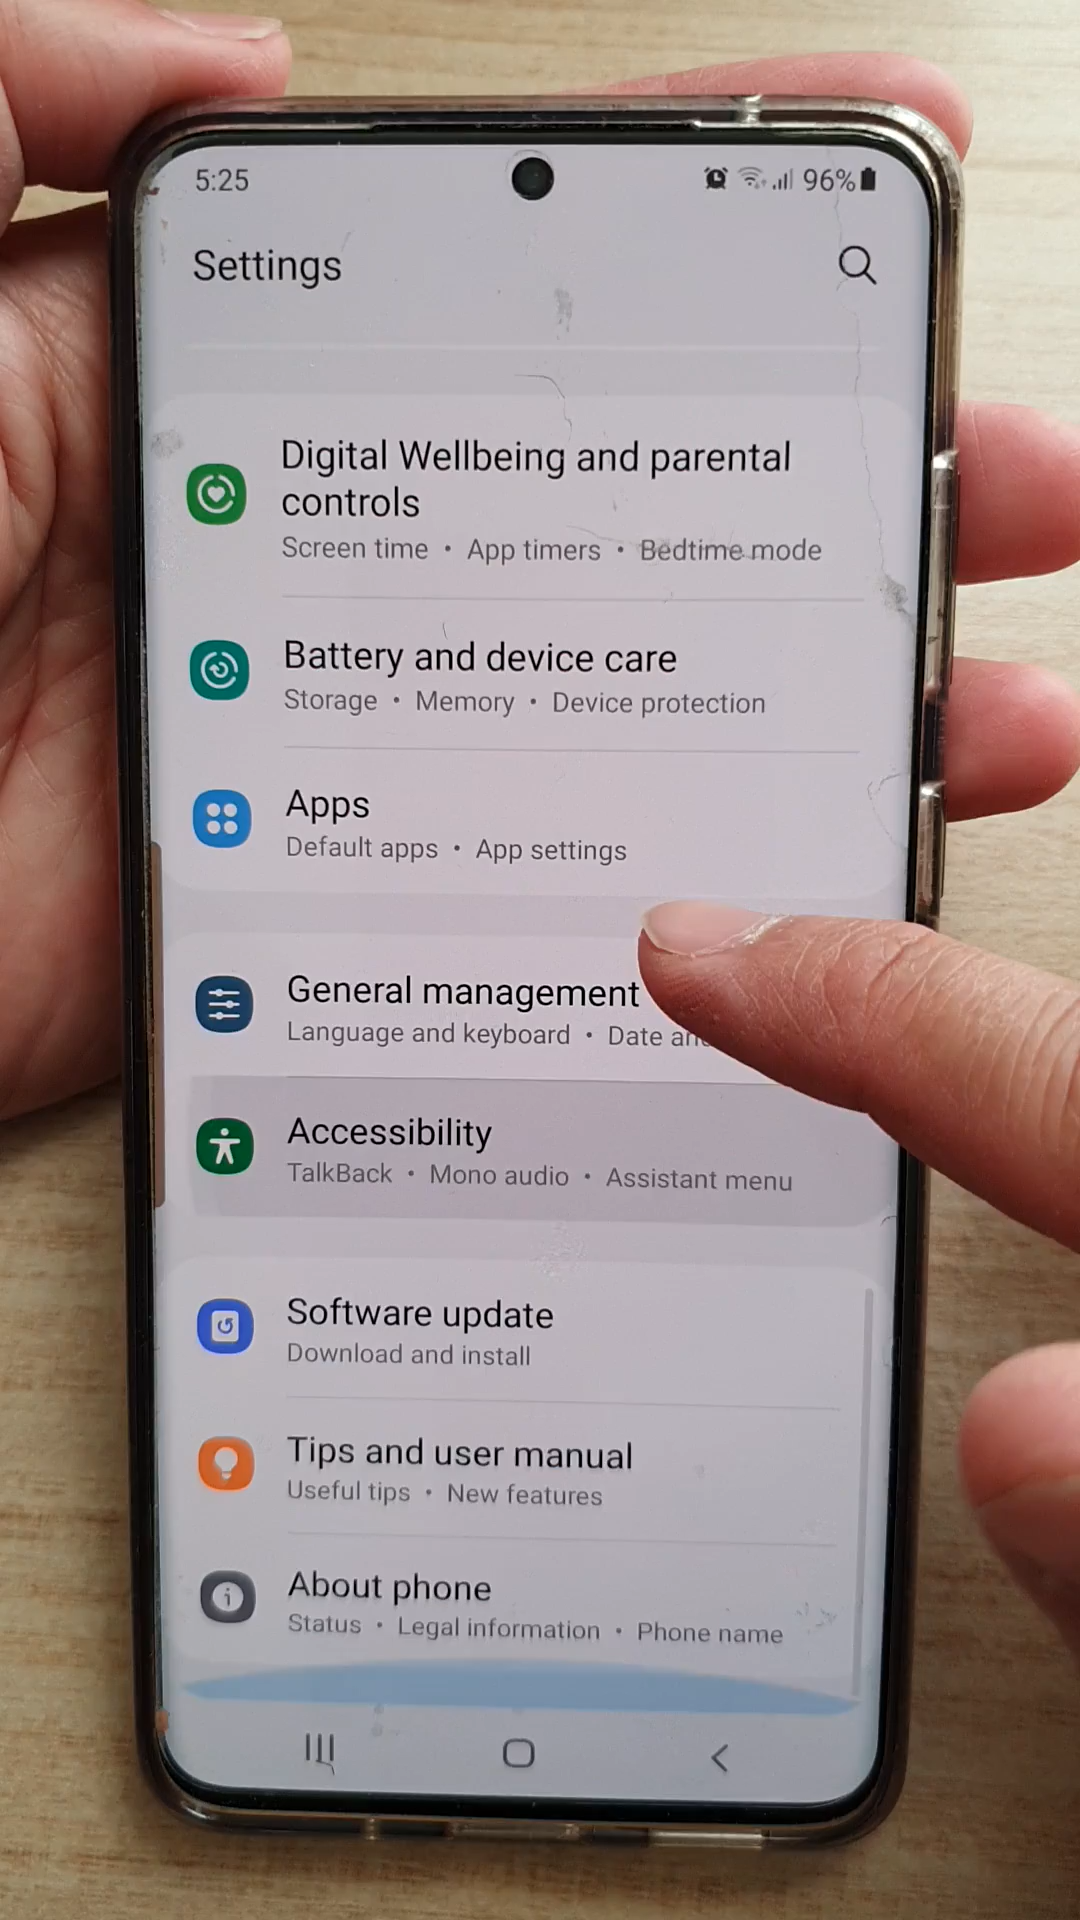 5:25
96%
Settings
Digital Wellbeing and parental
controls
Screen time • App timers • Bedtime mode
Battery and device care
Storage • Memory • Device protection
Apps
Default apps • App settings
General management
Language and keyboard • Date
Accessibility
TalkBack • Mono audio • Assistant menu
Software update
Download and install
Tips and user manual
Useful tips • New features
About phone
Status • Legal information • Phone name